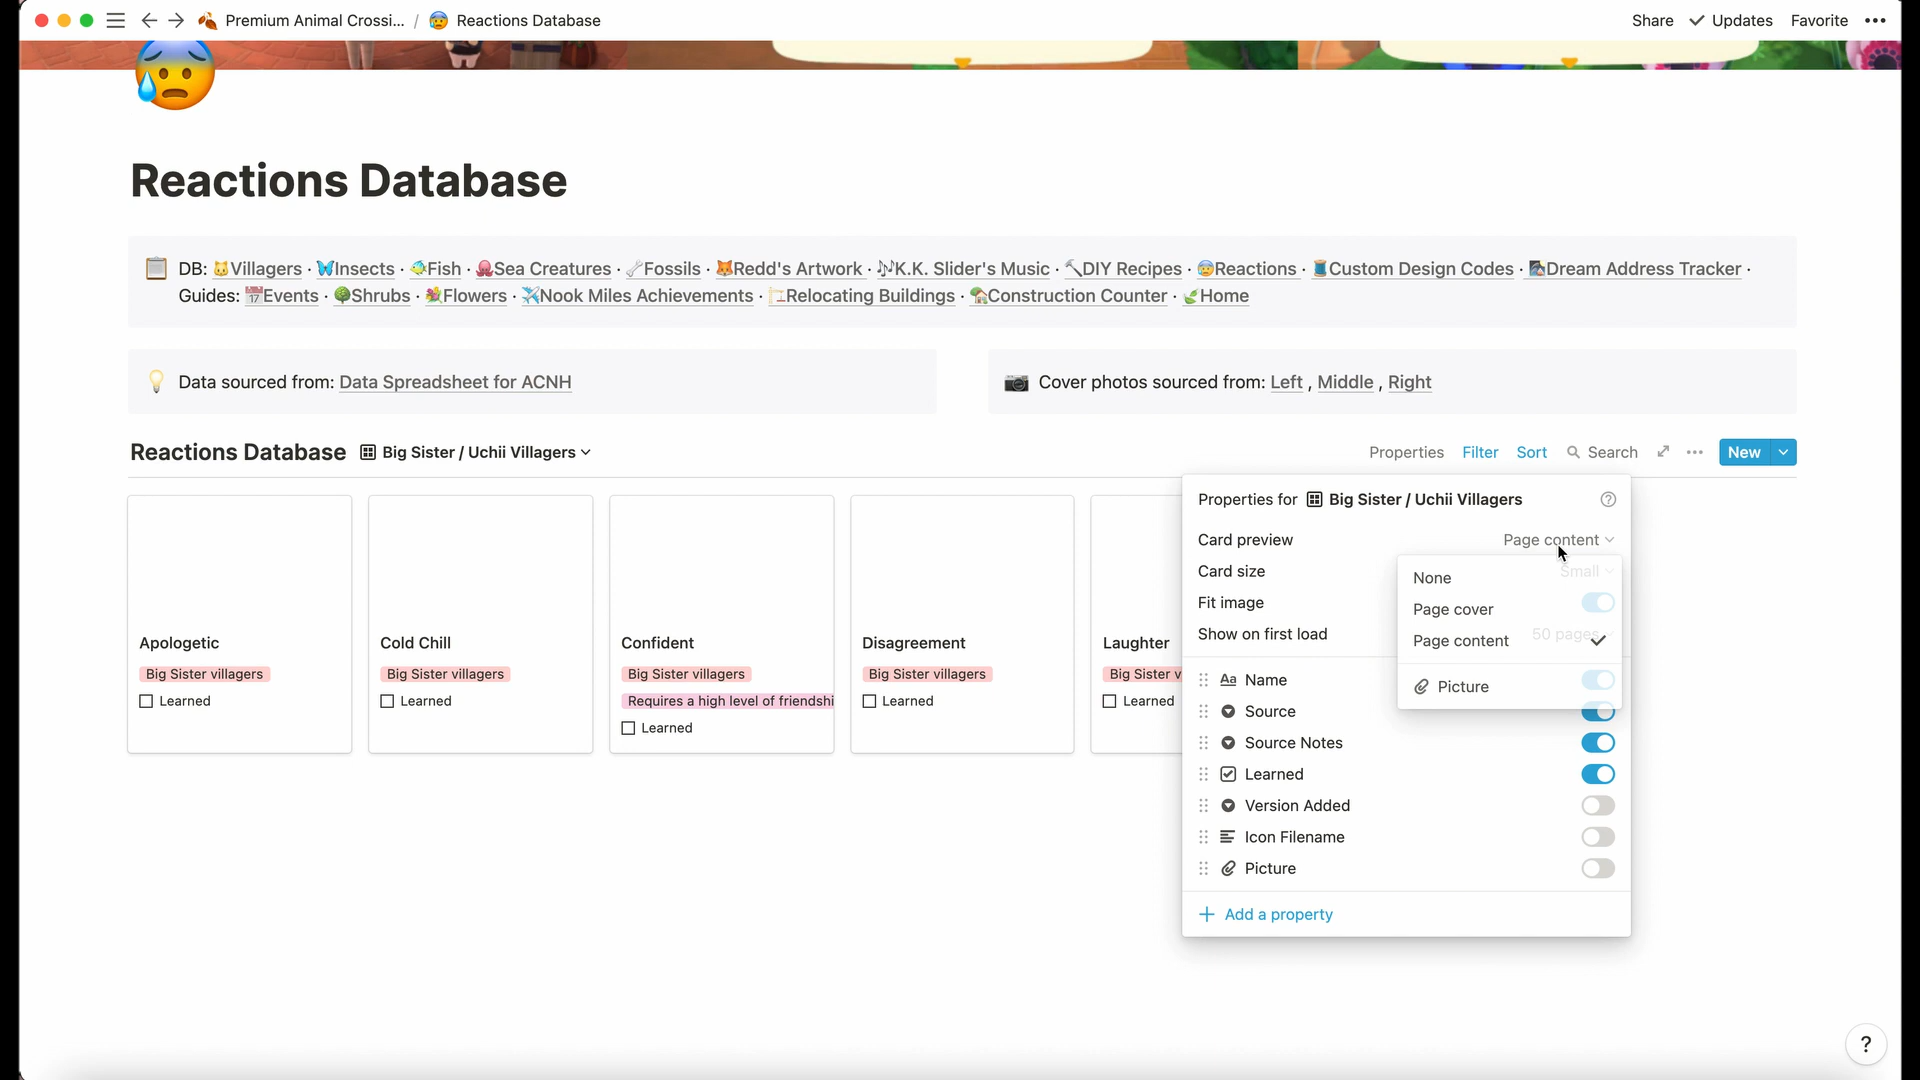 Premium Animal Crossi... / Reactions Database
Share Updates Favorite
Reactions Database
DB: Villagers · Insects · Fish · Sea Creatures · Fossils · Redd's Artwork · K.K. Slider's Music · DIY Recipes · Reactions · Custom Design Codes · Dream Address Tracker ·
Guides: Events · Shrubs · Flowers · Nook Miles Achievements · Relocating Buildings · Construction Counter · Home
Data sourced from: Data Spreadsheet for ACNH
Cover photos sourced from: Left , Middle , Right
Reactions Database Big Sister / Uchii Villagers
Properties Filter Sort Search New
Apologetic
Big Sister villagers
Learned
Cold Chill
Big Sister villagers
Learned
Confident
Big Sister villagers
Requires a high level of friendshi
Learned
Disagreement
Big Sister villagers
Learned
Laughter
Big Sister v
Learned
Properties for Big Sister / Uchii Villagers
Card preview Page content
Card size Small
Fit image
Show on first load 50 pages
None
Page cover
Page content
Picture
Aa Name
Source
Source Notes
Learned
Version Added
Icon Filename
Picture
+ Add a property
?